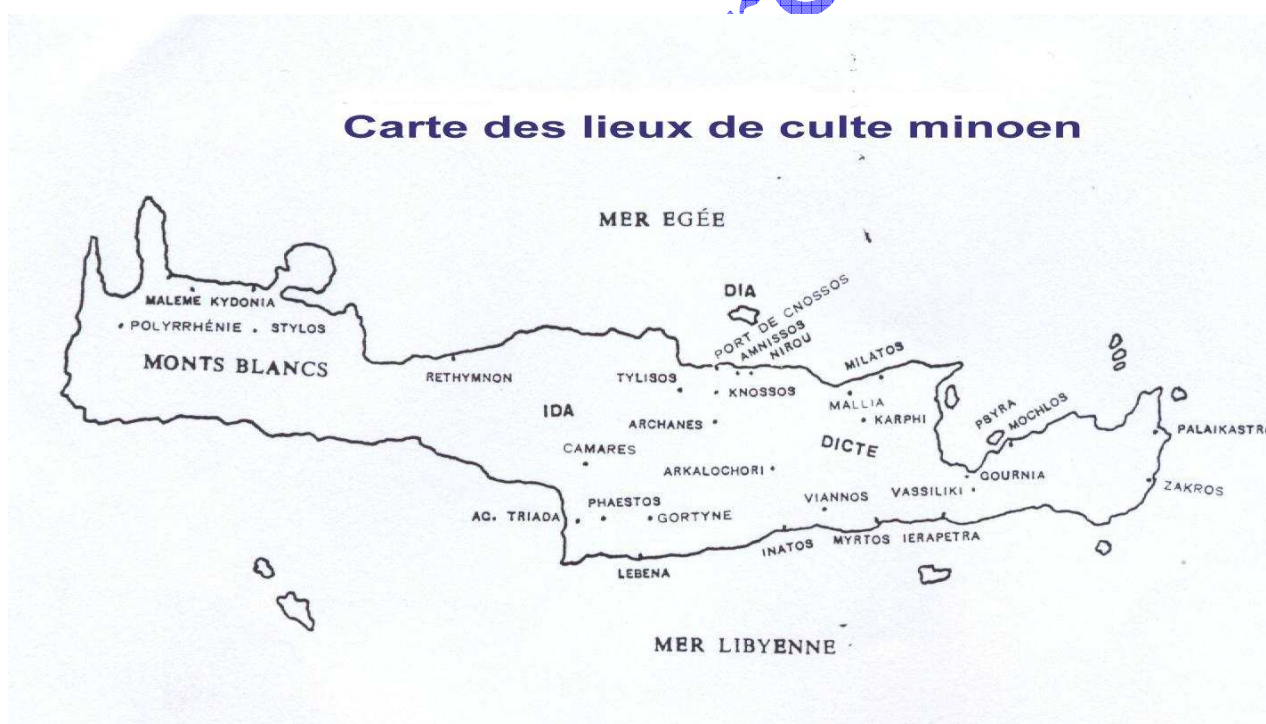 Carte des lieux de culte minoen
MER EGÉE
DIA
PORT DE CNOSSOS
AMNISSOS
NIROU
MALEME KYDONIA
POLYRRHÉNIE
STYLOS
MONTS BLANCS
RETHYMNON
TYLISOS
KNOSSOS
MILATOS
MALLIA
KARPHI
IDA
ARCHANES
DICTE
PSYRA
MOCHLOS
PALAIKASTR
CAMARES
ARKALOCHORI
GOURNIA
VASSILIKI
ZAKROS
VIANNOS
PHAESTOS
AG. TRIADA
GORTYNE
INATOS
MYRTOS
IERAPETRA
LEBENA
MER LIBYENNE